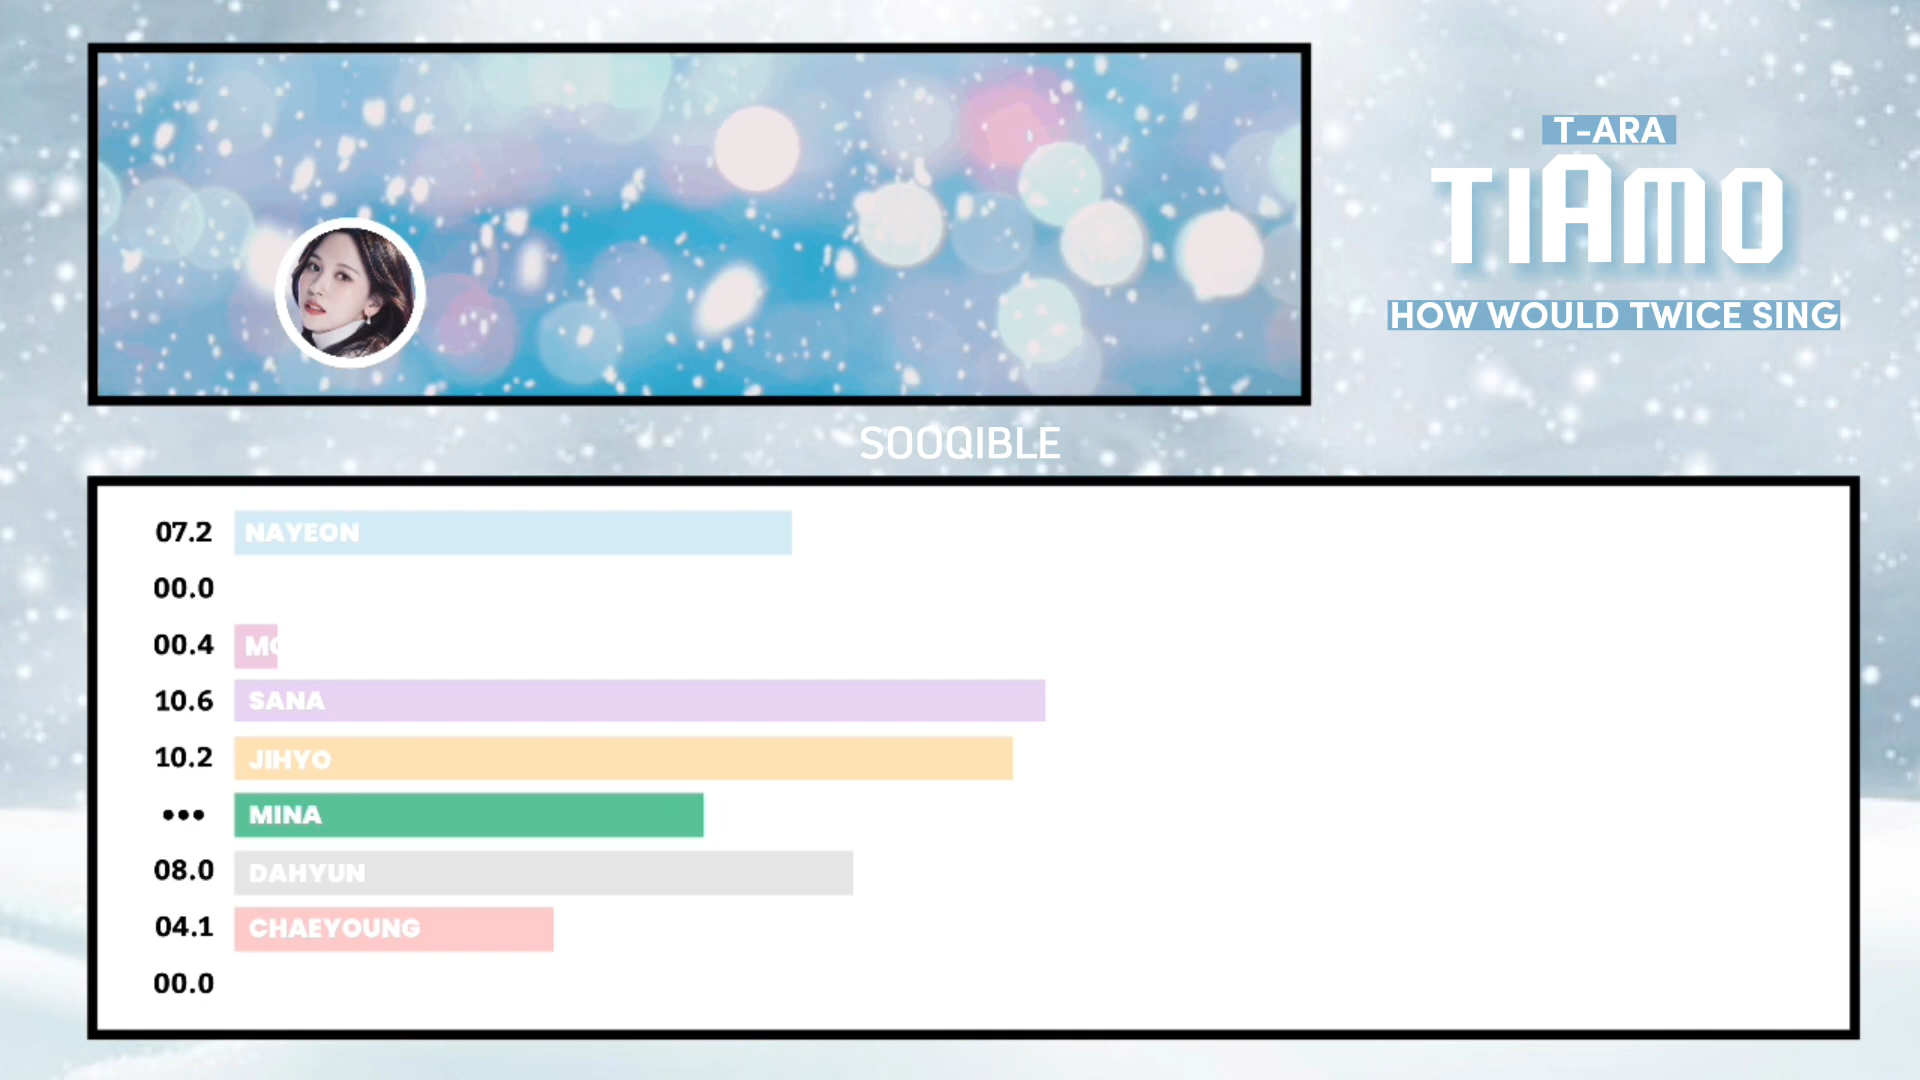 T-ARA
TIAMO
HOW WOULD TWICE SING
SOOQIBLE
07.2 NAYEON
00.0
00.4 MO
10.6 SANA
10.2 JIHYO
••• MINA
08.0 DAHYUN
04.1 CHAEYOUNG
00.0